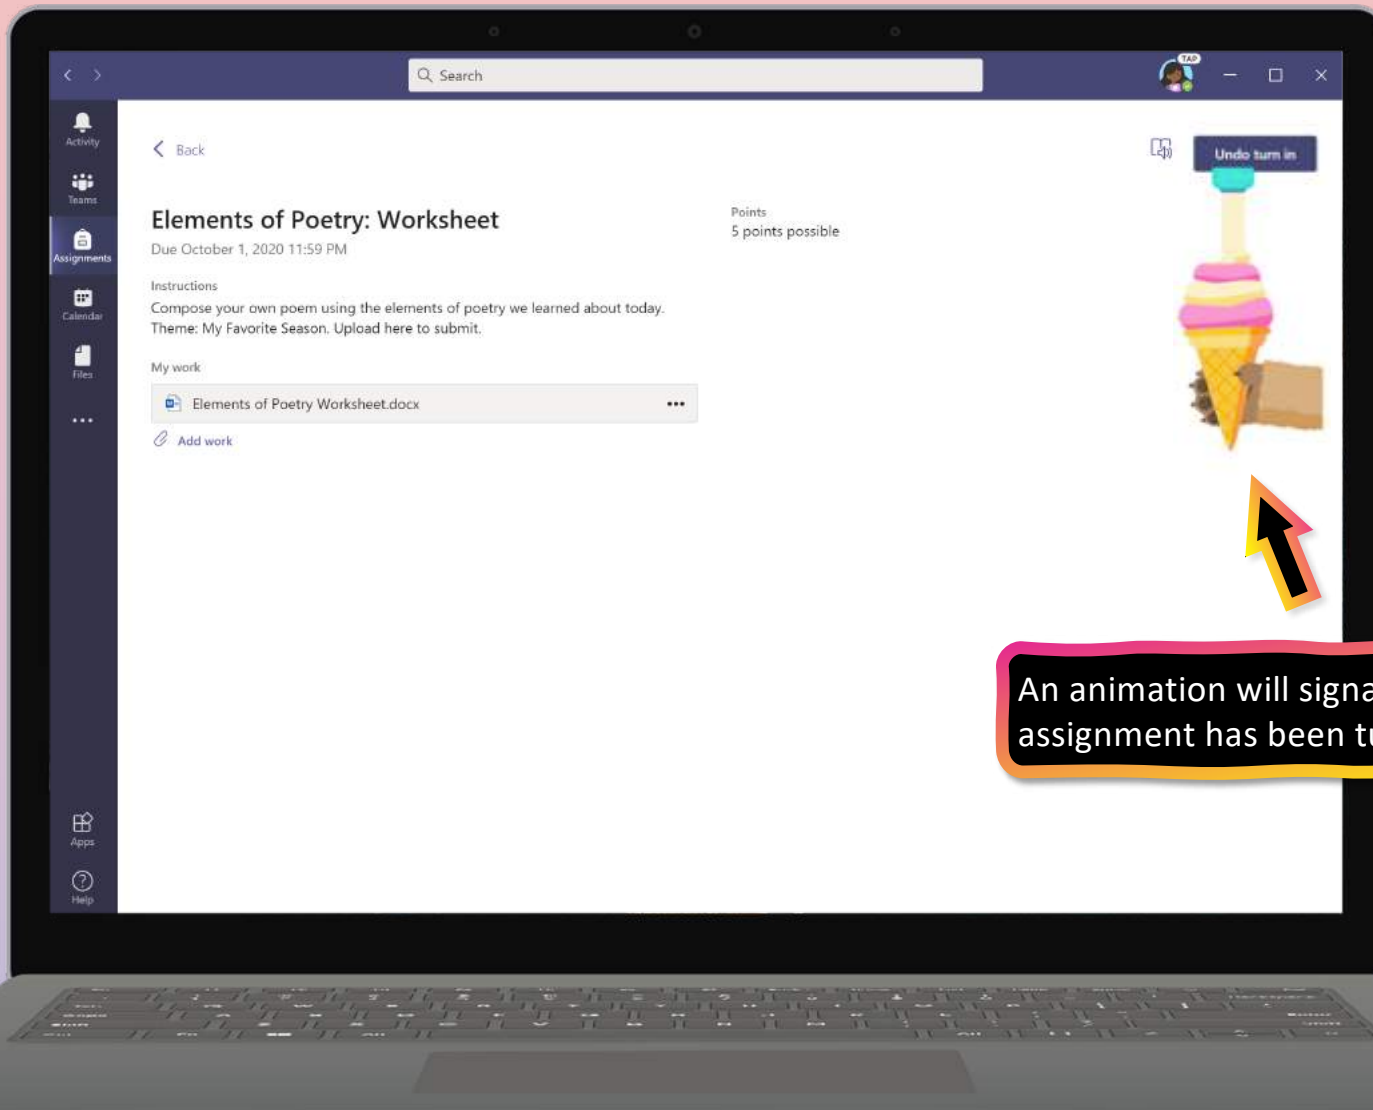 Search
TAP
Activity
Teams
Assignments
Calendar
Files
Apps
Help
Back
Undo turn in
Elements of Poetry: Worksheet
Due October 1, 2020 11:59 PM
Points
5 points possible
Instructions
Compose your own poem using the elements of poetry we learned about today.
Theme: My Favorite Season. Upload here to submit.
My work
Elements of Poetry Worksheet.docx
Add work
An animation will signa
assignment has been tu